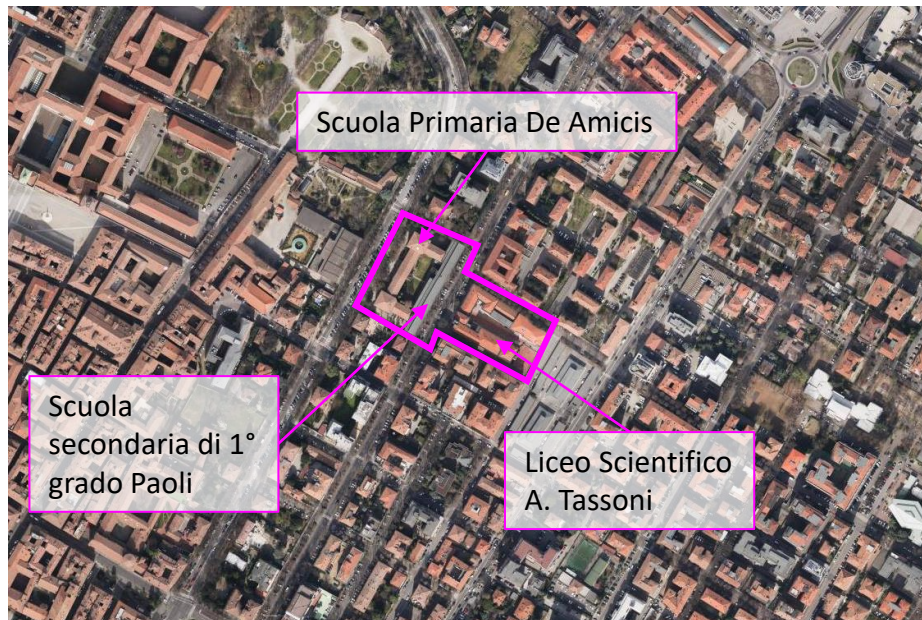 Scuola Primaria De Amicis
Scuola
secondaria di 1°
grado Paoli
Liceo Scientifico
A. Tassoni